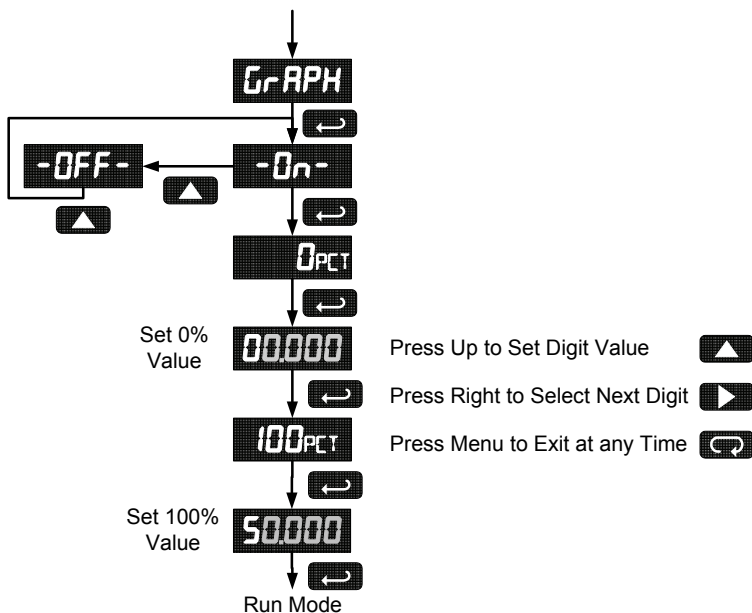 GrAPH
-OFF-
-On-
0PCT
Set 0%
Value
00.000
Press Up to Set Digit Value
Press Right to Select Next Digit
100PCT
Press Menu to Exit at any Time
Set 100%
Value
50.000
Run Mode